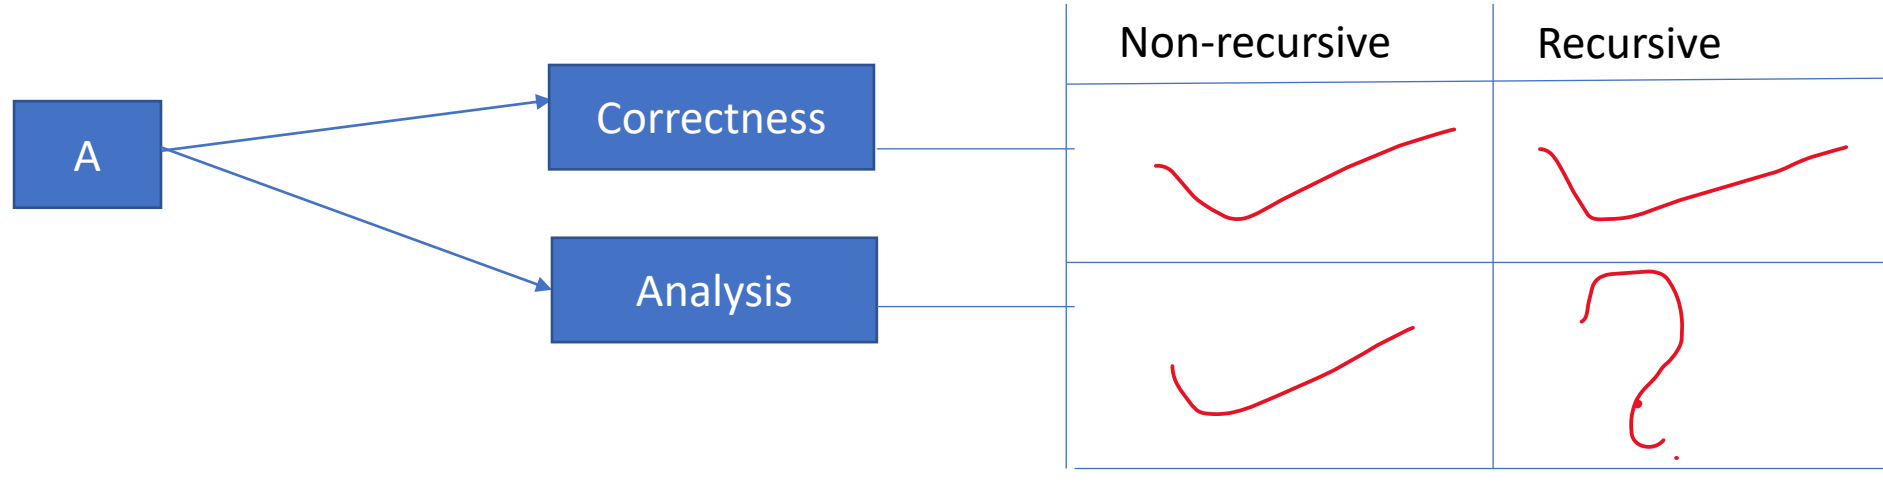 Non-recursive
Recursive
A
Correctness
Analysis
?